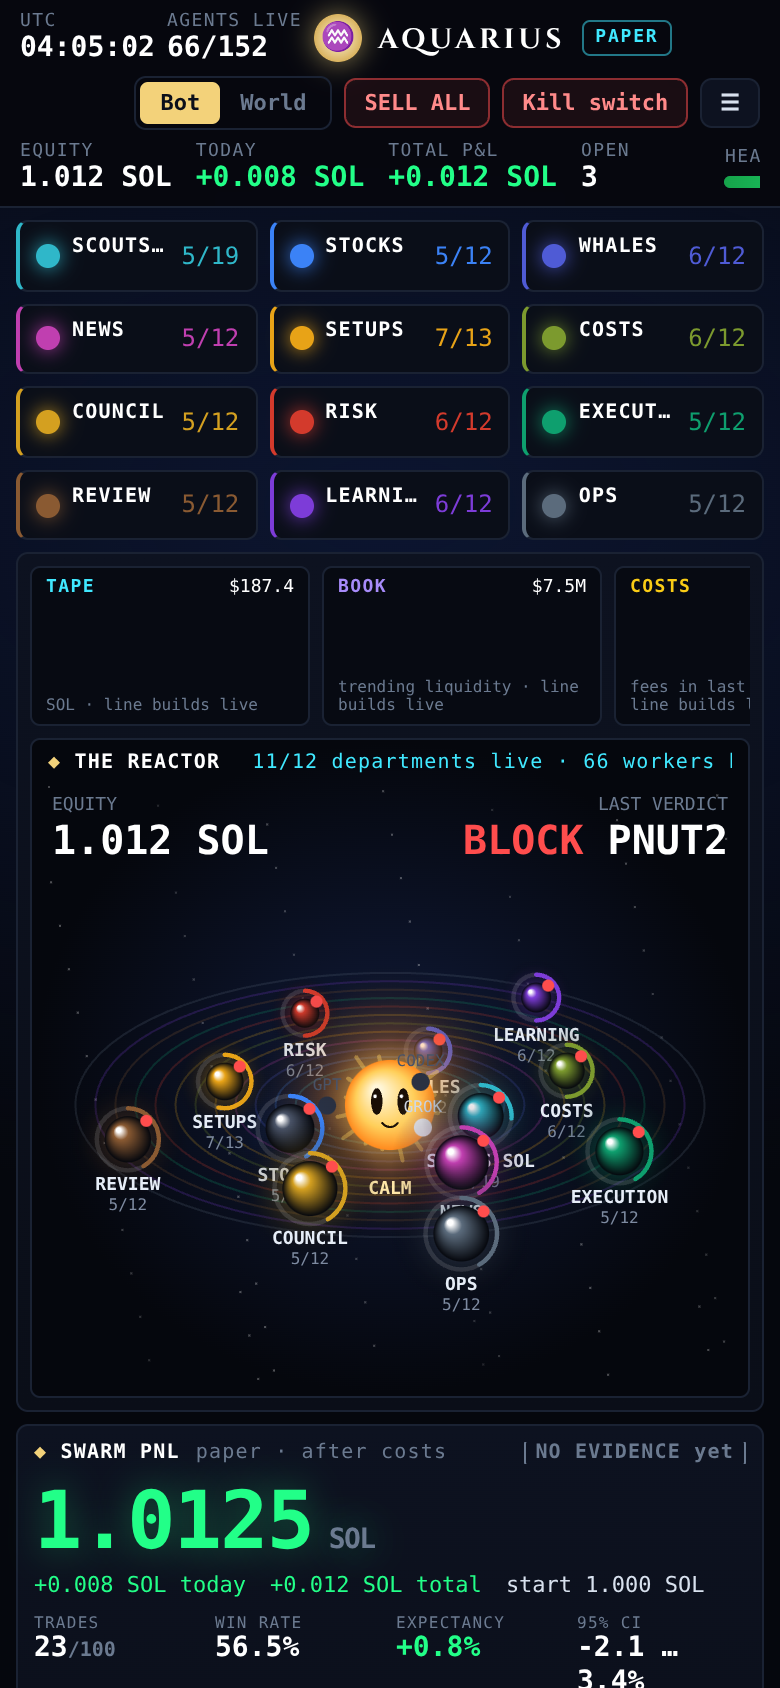 UTC
04:05:02
AGENTS LIVE
66/152
AQUARIUS
PAPER
Bot
World
SELL ALL
Kill switch
☰
EQUITY
1.012 SOL
TODAY
+0.008 SOL
TOTAL P&L
+0.012 SOL
OPEN
3
HEA
SCOUTS… 5/19
STOCKS 5/12
WHALES 6/12
NEWS 5/12
SETUPS 7/13
COSTS 6/12
COUNCIL 5/12
RISK 6/12
EXECUT… 5/12
REVIEW 5/12
LEARNI… 6/12
OPS 5/12
TAPE $187.4
SOL · line builds live
BOOK $7.5M
trending liquidity · line
builds live
COSTS
fees in last
line builds
◆ THE REACTOR 11/12 departments live · 66 workers
EQUITY
1.012 SOL
LAST VERDICT
BLOCK PNUT2
LEARNING
6/12
RISK
6/12
LES
GROK
COSTS
6/12
SETUPS
7/13
SOL
STO
REVIEW
5/12
CALM
EXECUTION
5/12
COUNCIL
5/12
OPS
5/12
◆ SWARM PNL paper · after costs
NO EVIDENCE yet
1.0125 SOL
+0.008 SOL today +0.012 SOL total start 1.000 SOL
TRADES
23/100
WIN RATE
56.5%
EXPECTANCY
+0.8%
95% CI
-2.1 …
3.4%